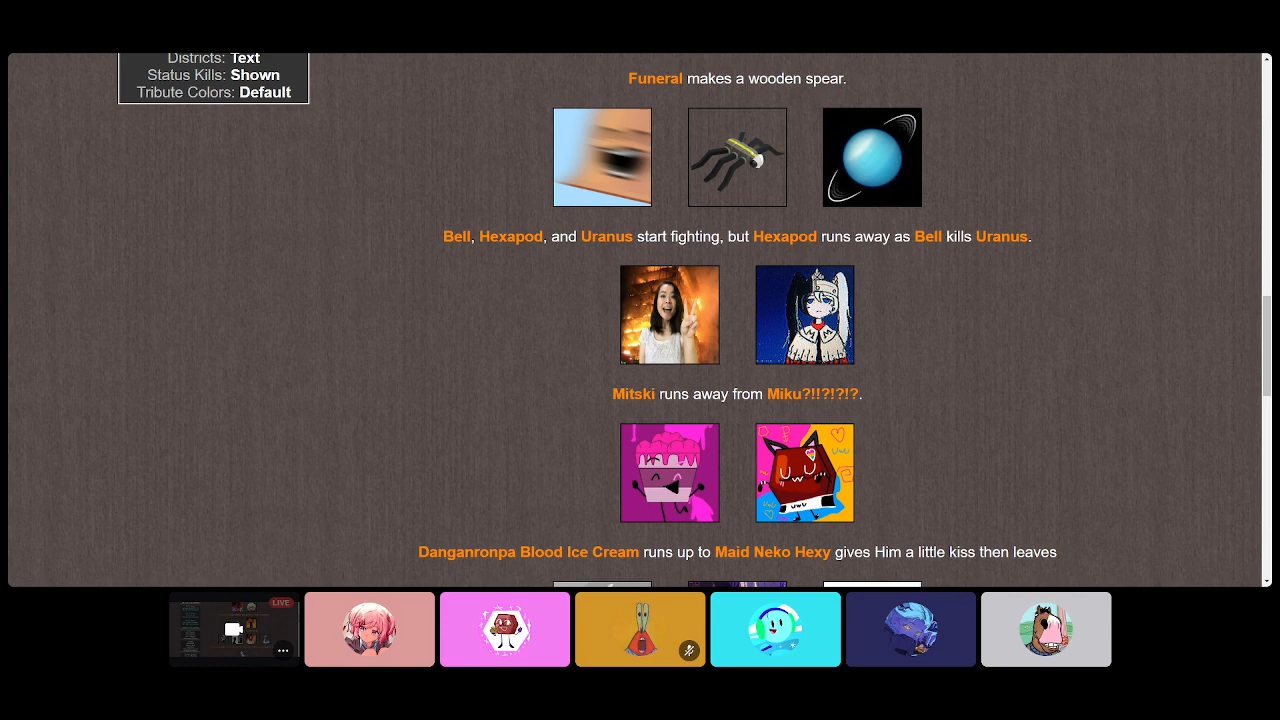 Districts: Text
Status Kills: Shown
Tribute Colors: Default
Funeral makes a wooden spear.
Bell, Hexapod, and Uranus start fighting, but Hexapod runs away as Bell kills Uranus.
Mitski runs away from Miku?!!?!?!?.
UwU
UwU
Danganronpa Blood Ice Cream runs up to Maid Neko Hexy gives Him a little kiss then leaves
LIVE